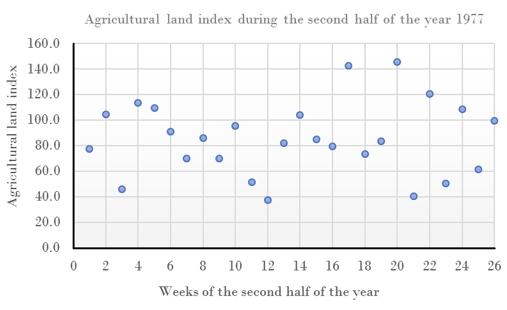 Agricultural land index during the second half of the year 1977
160.0
140.0
120.0
100.0
80.0
60.0
40.0
20.0
0.0
Agricultural land index
0 2 4 6 8 10 12 14 16 18 20 22 24 26
Weeks of the second half of the year